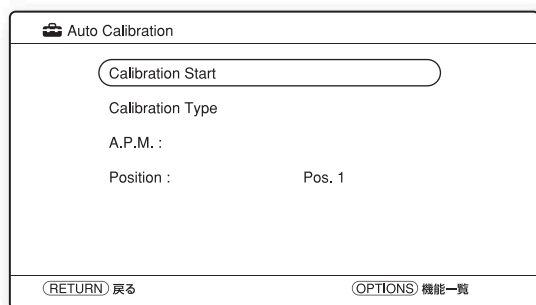 Auto Calibration
Calibration Start
Calibration Type
A.P.M. :
Position : Pos. 1
RETURN 戻る OPTIONS 機能一覧